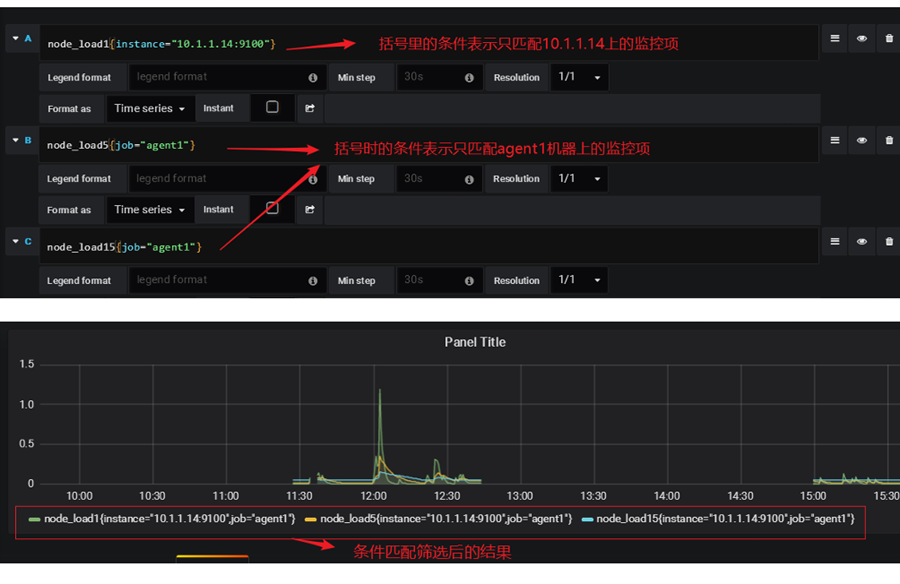 A node_load1{instance="10.1.1.14:9100"} 括号里的条件表示只匹配10.1.1.14上的监控项
Legend format legend format Min step 30s Resolution 1/1
Format as Time series Instant
B node_load5{job="agent1"} 括号时的条件表示只匹配agent1机器上的监控项
Legend format legend format Min step 30s Resolution 1/1
Format as Time series Instant
C node_load15{job="agent1"}
Legend format legend format Min step 30s Resolution 1/1
Panel Title
1.5
1.0
0.5
0
10:00 10:30 11:00 11:30 12:00 12:30 13:00 13:30 14:00 14:30 15:00 15:30
node_load1{instance="10.1.1.14:9100",job="agent1"} node_load5{instance="10.1.1.14:9100",job="agent1"} node_load15{instance="10.1.1.14:9100",job="agent1"}
条件匹配筛选后的结果